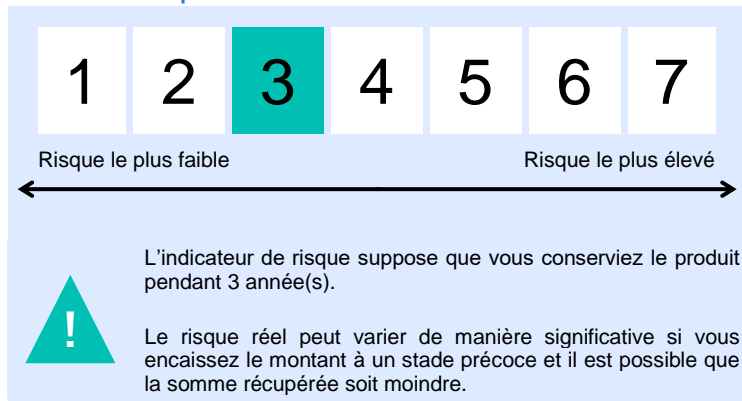 1 2 3 4 5 6 7
Risque le plus faible Risque le plus élevé
L'indicateur de risque suppose que vous conserviez le produit
pendant 3 année(s).
!
Le risque réel peut varier de manière significative si vous
encaissez le montant à un stade précoce et il est possible que
la somme récupérée soit moindre.